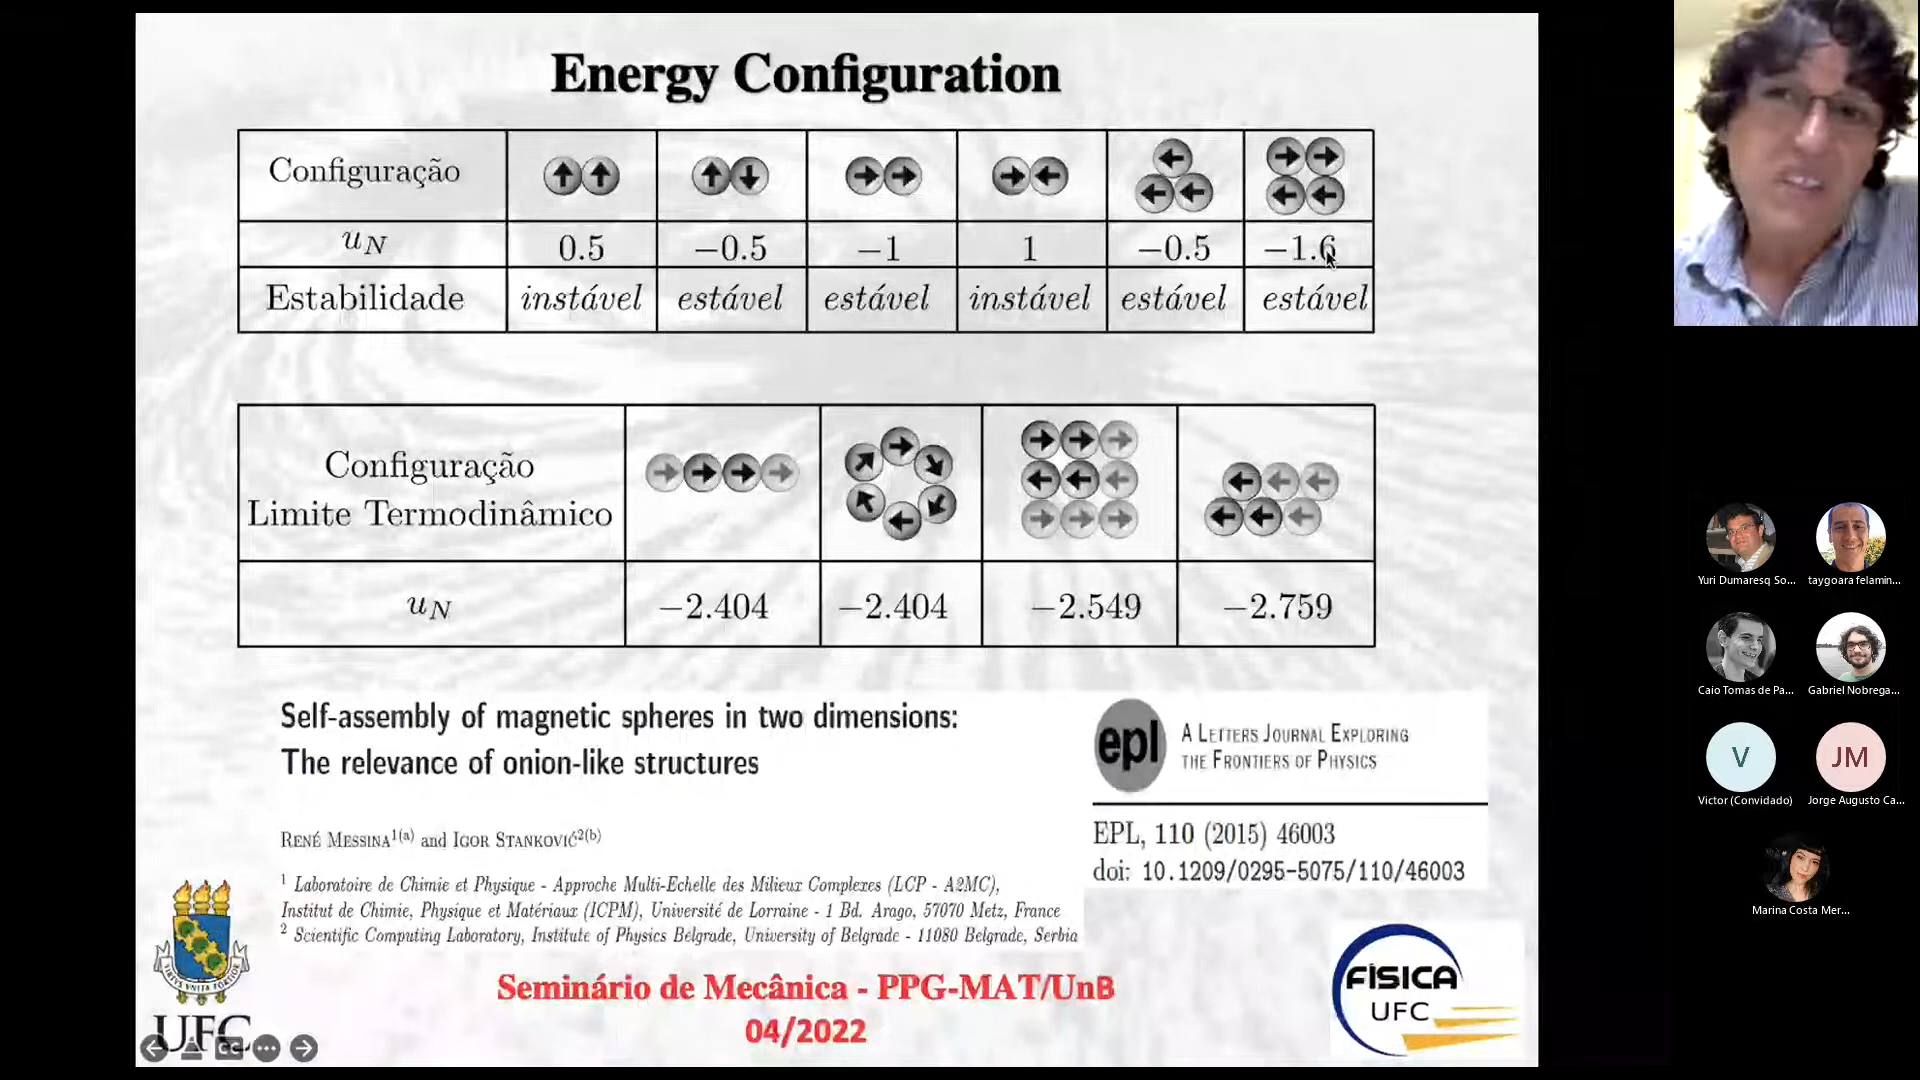 Energy Configuration
Configuração
uN 0.5 −0.5 −1 1 −0.5 −1.6
Estabilidade instável estável estável instável estável estável
Configuração
Limite Termodinâmico
uN −2.404 −2.404 −2.549 −2.759
Self-assembly of magnetic spheres in two dimensions:
The relevance of onion-like structures
RENÉ MESSINA1(a) and IGOR STANKOVIĆ2(b)
1 Laboratoire de Chimie et Physique - Approche Multi-Echelle des Milieux Complexes (LCP - A2MC),
Institut de Chimie, Physique et Matériaux (ICPM), Université de Lorraine - 1 Bd. Arago, 57070 Metz, France
2 Scientific Computing Laboratory, Institute of Physics Belgrade, University of Belgrade - 11080 Belgrade, Serbia
epl
A LETTERS JOURNAL EXPLORING
THE FRONTIERS OF PHYSICS
EPL, 110 (2015) 46003
doi: 10.1209/0295-5075/110/46003
Seminário de Mecânica - PPG-MAT/UnB
04/2022
UFC
CC
FÍSICA
UFC
Yuri Dumaresq So...
taygoara felamin...
Caio Tomas de Pa...
Gabriel Nobrega...
V
JM
Victor (Convidado)
Jorge Augusto Ca...
Marina Costa Mer...